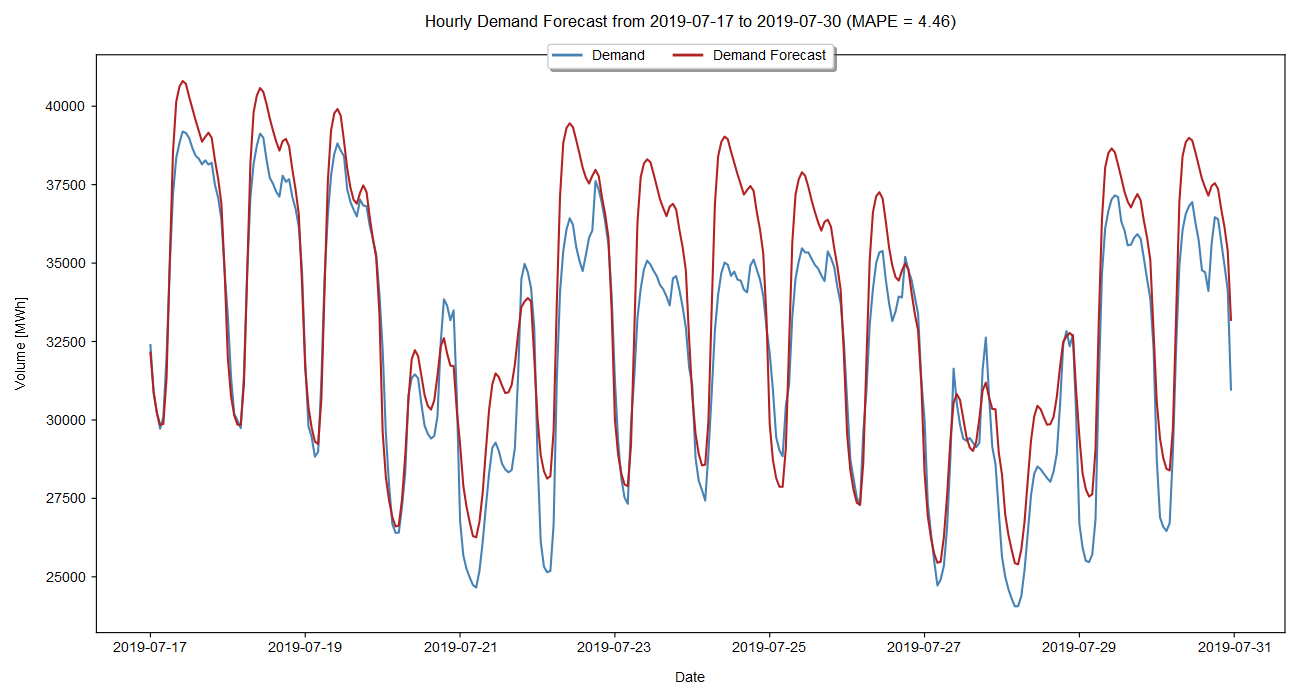 Hourly Demand Forecast from 2019-07-17 to 2019-07-30 (MAPE = 4.46)
Demand Demand Forecast
40000
37500
35000
32500
30000
27500
25000
Volume [MWh]
2019-07-17 2019-07-19 2019-07-21 2019-07-23 2019-07-25 2019-07-27 2019-07-29 2019-07-31
Date